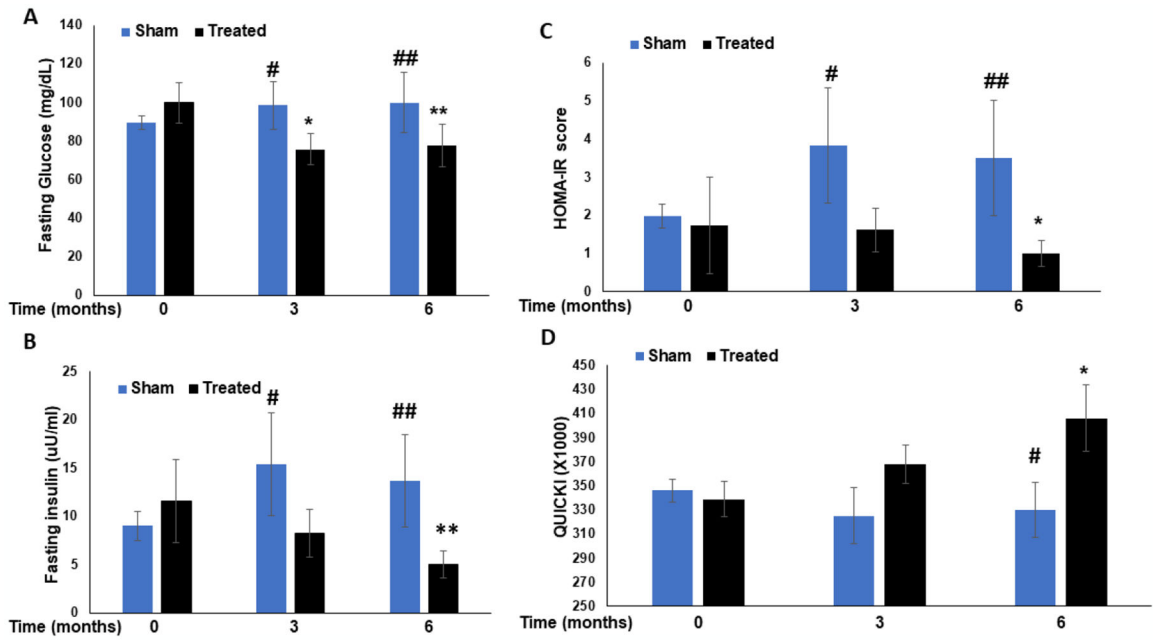 A
Fasting Glucose (mg/dL)
140
120
100
80
60
40
20
0
Sham Treated
#
*
##
**
Time (months) 0 3 6
B
Fasting insulin (uU/ml)
25
20
15
10
5
0
Sham Treated
#
##
**
Time (months) 0 3 6
C
HOMA-IR score
6
5
4
3
2
1
0
Sham Treated
#
##
*
Time (months) 0 3 6
D
QUICKI (X1000)
450
430
410
390
370
350
330
310
290
270
250
Sham Treated
#
*
Time (months) 0 3 6